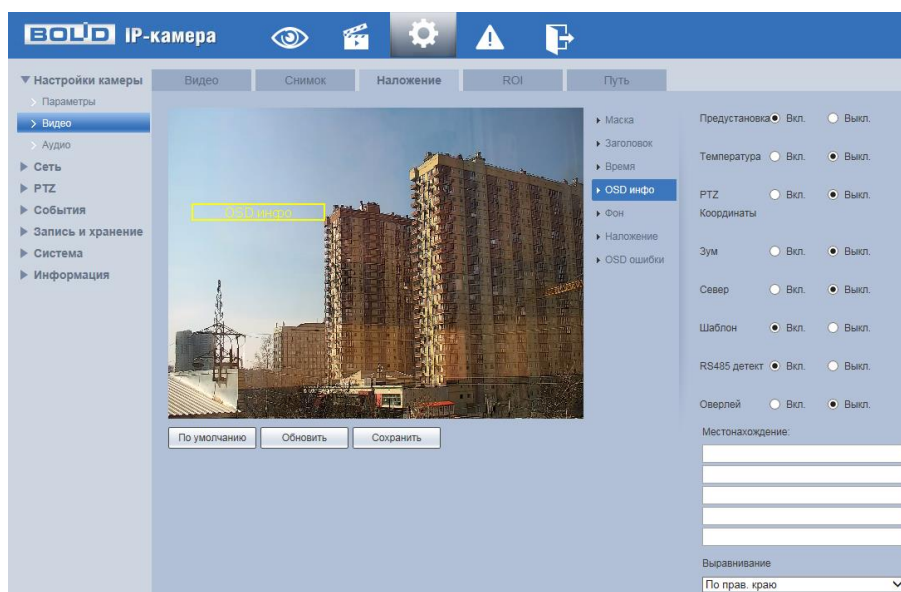 BOLID IP-камера
Настройки камеры
Параметры
Видео
Аудио
Сеть
PTZ
События
Запись и хранение
Система
Информация
Видео Снимок Наложение ROI Путь
OSD инфо
По умолчанию Обновить Сохранить
Маска
Заголовок
Время
OSD инфо
Фон
Наложение
OSD ошибки
Предустановка Вкл. Выкл.
Температура Вкл. Выкл.
PTZ Вкл. Выкл.
Координаты
Зум Вкл. Выкл.
Север Вкл. Выкл.
Шаблон Вкл. Выкл.
RS485 детект Вкл. Выкл.
Оверлей Вкл. Выкл.
Местонахождение:
Выравнивание
По прав. краю